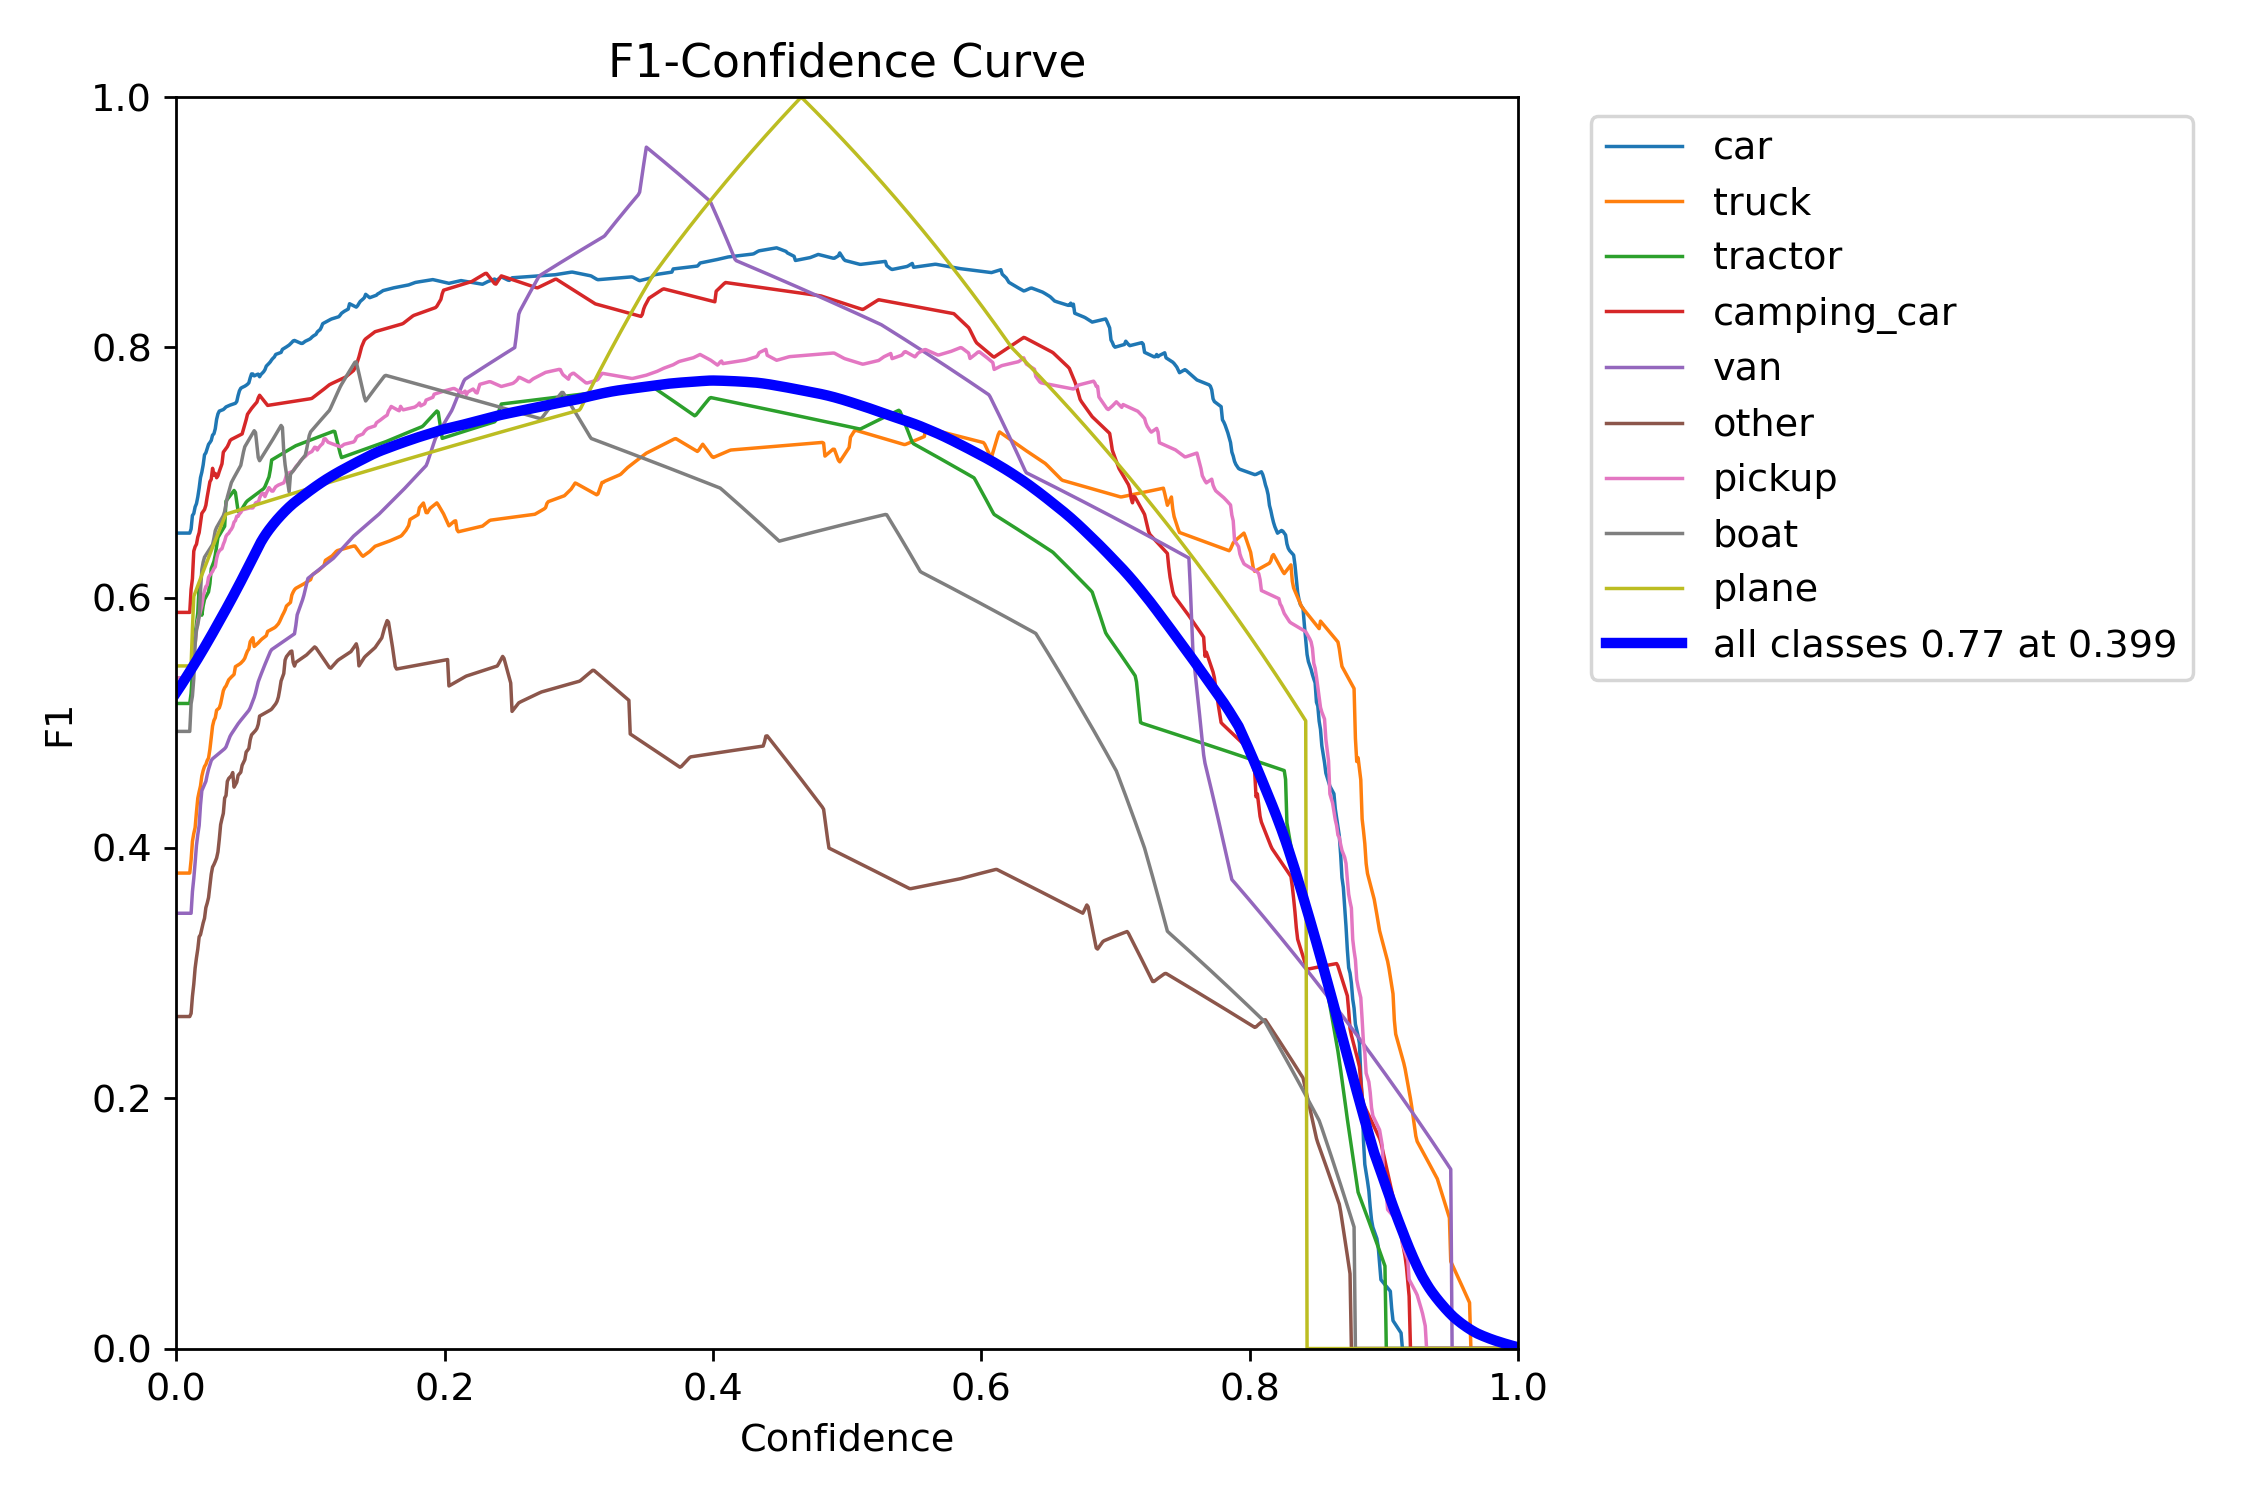 F1-Confidence Curve
1.0
0.8
0.6
0.4
0.2
0.0
F1
0.0 0.2 0.4 0.6 0.8 1.0
Confidence
car
truck
tractor
camping_car
van
other
pickup
boat
plane
all classes 0.77 at 0.399